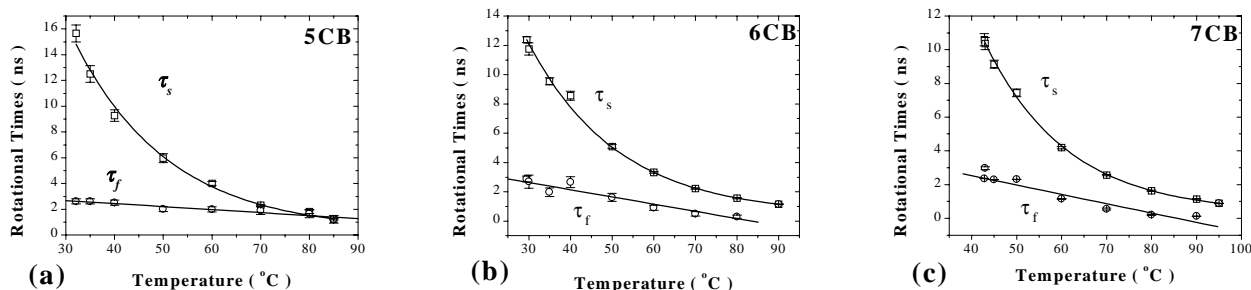 5CB
Rotational Times ( ns )
16
14
12
10
8
6
4
2
0
τs
τf
30 40 50 60 70 80 90
(a)
Temperature ( °C )
6CB
Rotational Times ( ns )
14
12
10
8
6
4
2
0
τs
τf
30 40 50 60 70 80 90
(b)
Temperature ( °C )
7CB
Rotational Times ( ns )
12
10
8
6
4
2
0
τs
τf
40 50 60 70 80 90 100
(c)
Temperature ( °C )